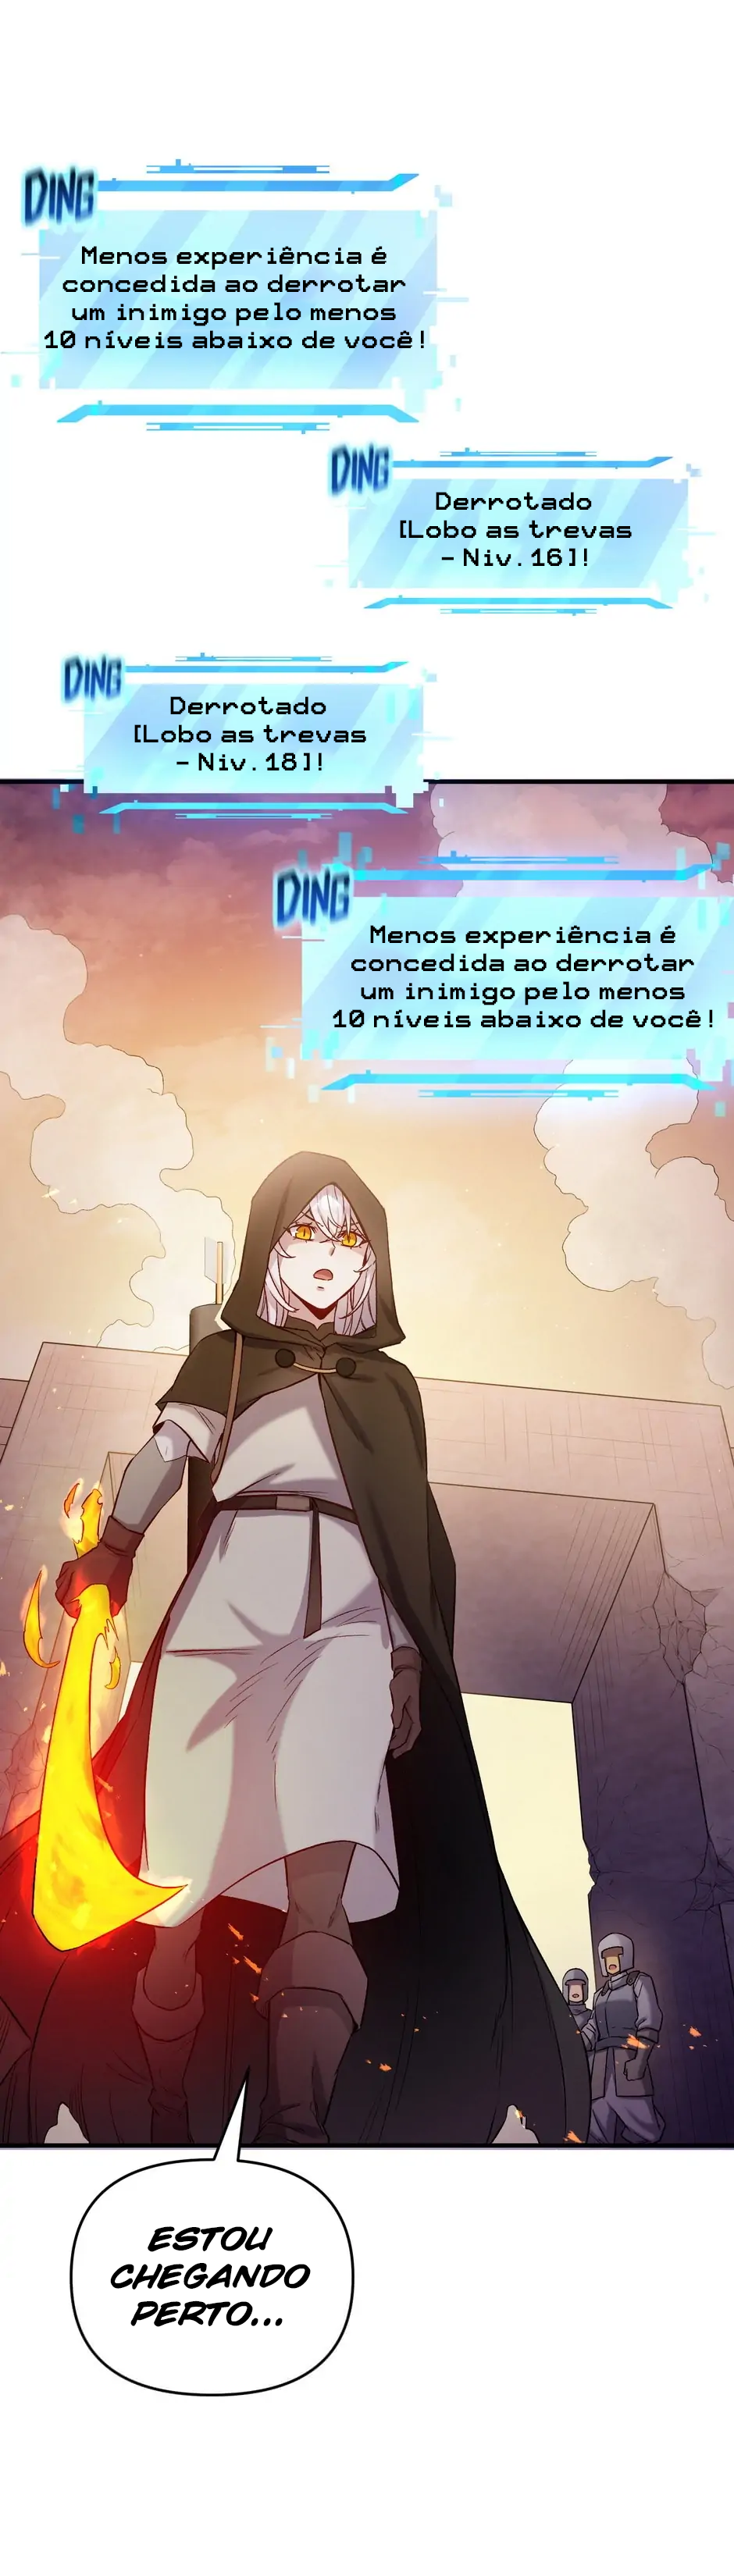 DING
Menos experiência é
concedida ao derrotar
um inimigo pelo menos
10 níveis abaixo de você!
DING
Derrotado
[Lobo as trevas
- Niv.16]!
DING
Derrotado
[Lobo as trevas
- Niv.18]!
DING
Menos experiência é
concedida ao derrotar
um inimigo pelo menos
10 níveis abaixo de você!
ESTOU
CHEGANDO
PERTO...